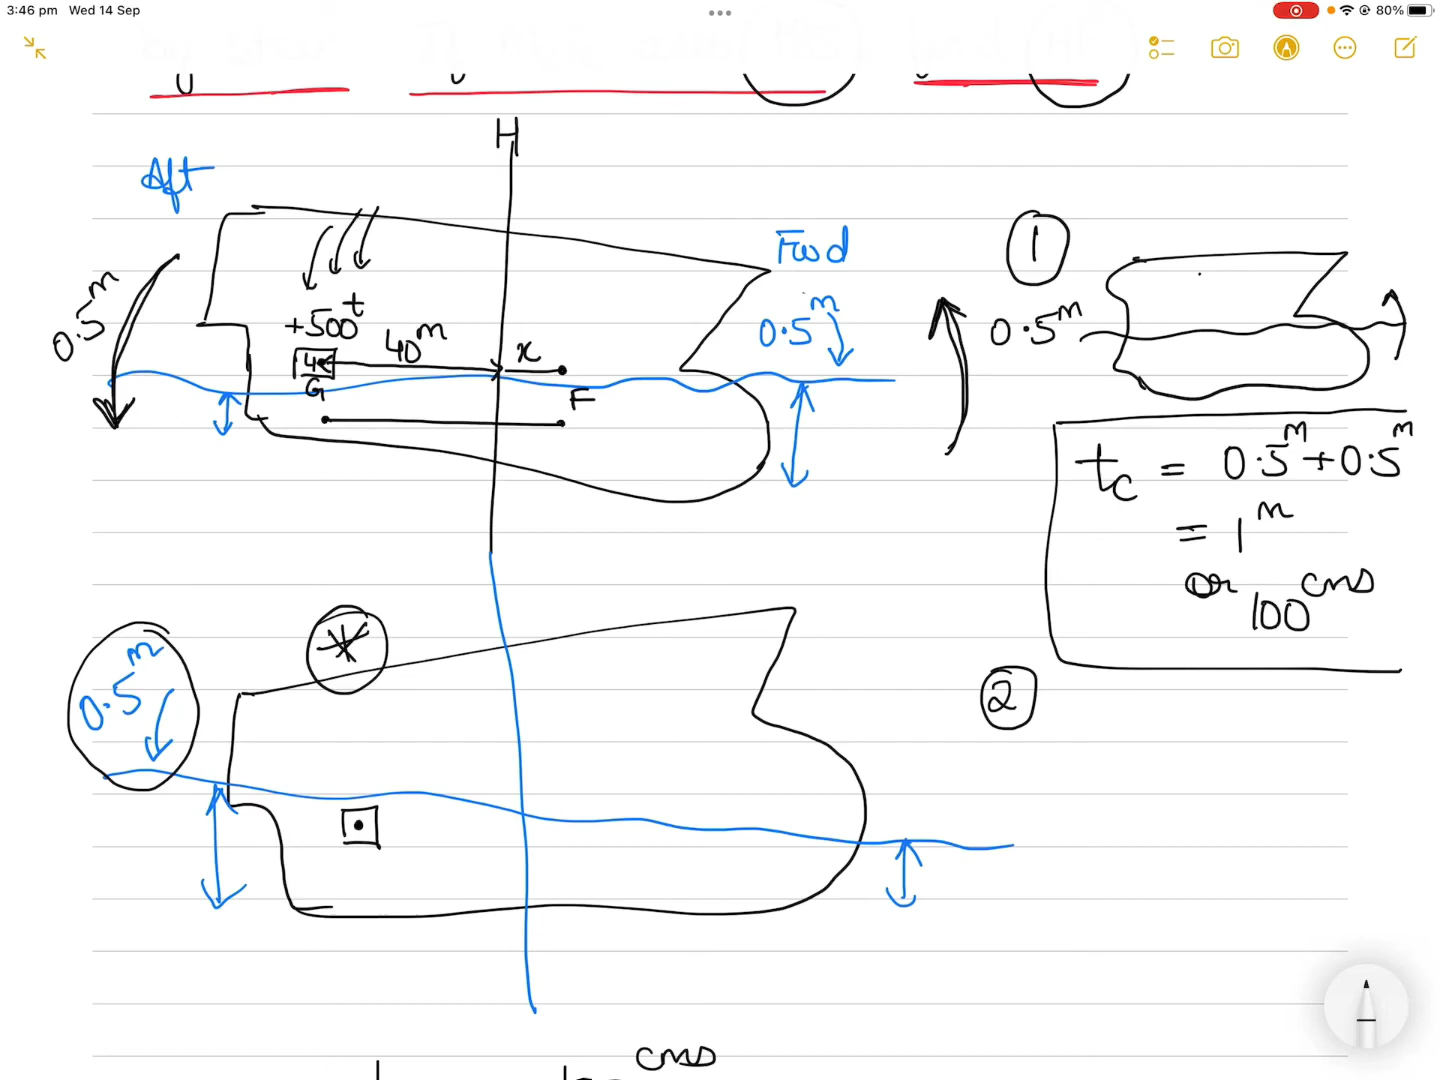 3:46 pm Wed 14 Sep
80%
H
Aft
Fwd
0.5m
+500t
40m
x
0.5m
G
F
1
0.5m
tc = 0.5m + 0.5m
= 1m
or 100 cms
0.5m
2
cms